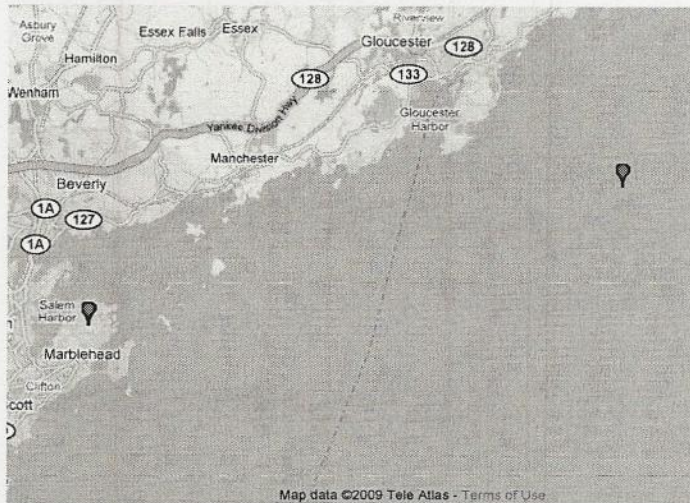 Riverview
Asbury
Grove
Essex Falls
Essex
Gloucester
128
Hamilton
133
128
Wenham
Yankee Division Hwy
Gloucester
Harbor
Manchester
Beverly
1A
127
1A
Salem
Harbor
Marblehead
Clifton
scott
Map data ©2009 Tele Atlas - Terms of Use